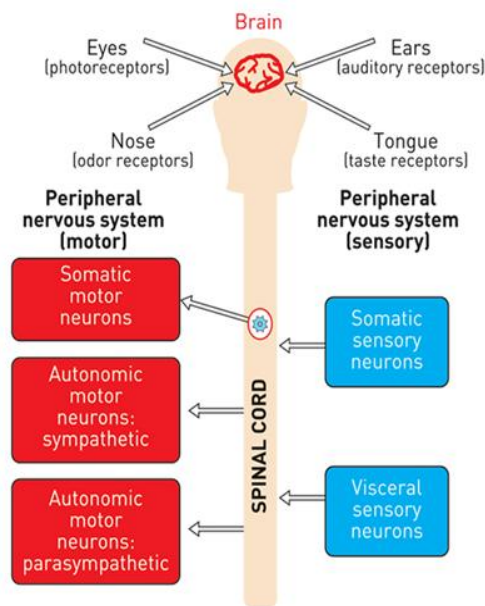 Brain
Eyes
(photoreceptors)
Ears
(auditory receptors)
Nose
(odor receptors)
Tongue
(taste receptors)
Peripheral
nervous system
(motor)
Peripheral
nervous system
(sensory)
Somatic
motor
neurons
Somatic
sensory
neurons
Autonomic
motor
neurons:
sympathetic
SPINAL CORD
Autonomic
motor
neurons:
parasympathetic
Visceral
sensory
neurons